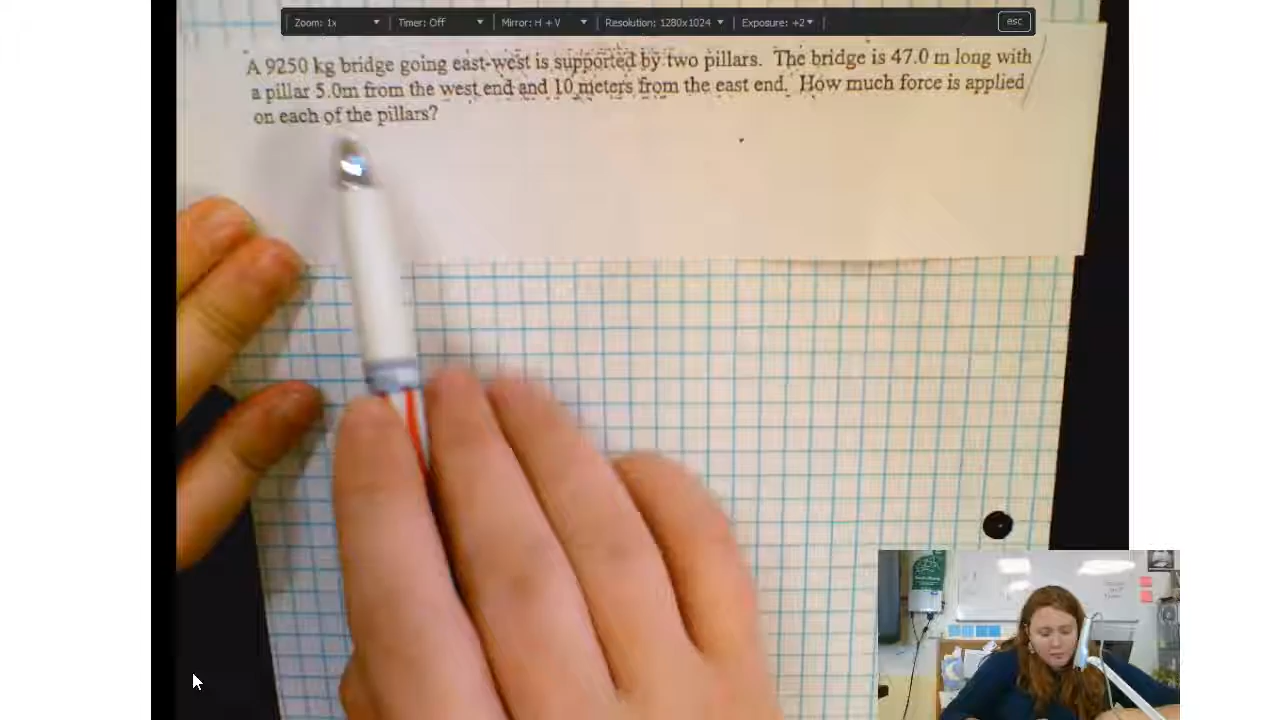 Zoom: 1x Timer: Off Mirror: H + V Resolution: 1280x1024 Exposure: +2 esc
A 9250 kg bridge going east-west is supported by two pillars. The bridge is 47.0 m long with
a pillar 5.0m from the west end and 10 meters from the east end. How much force is applied
on each of the pillars?